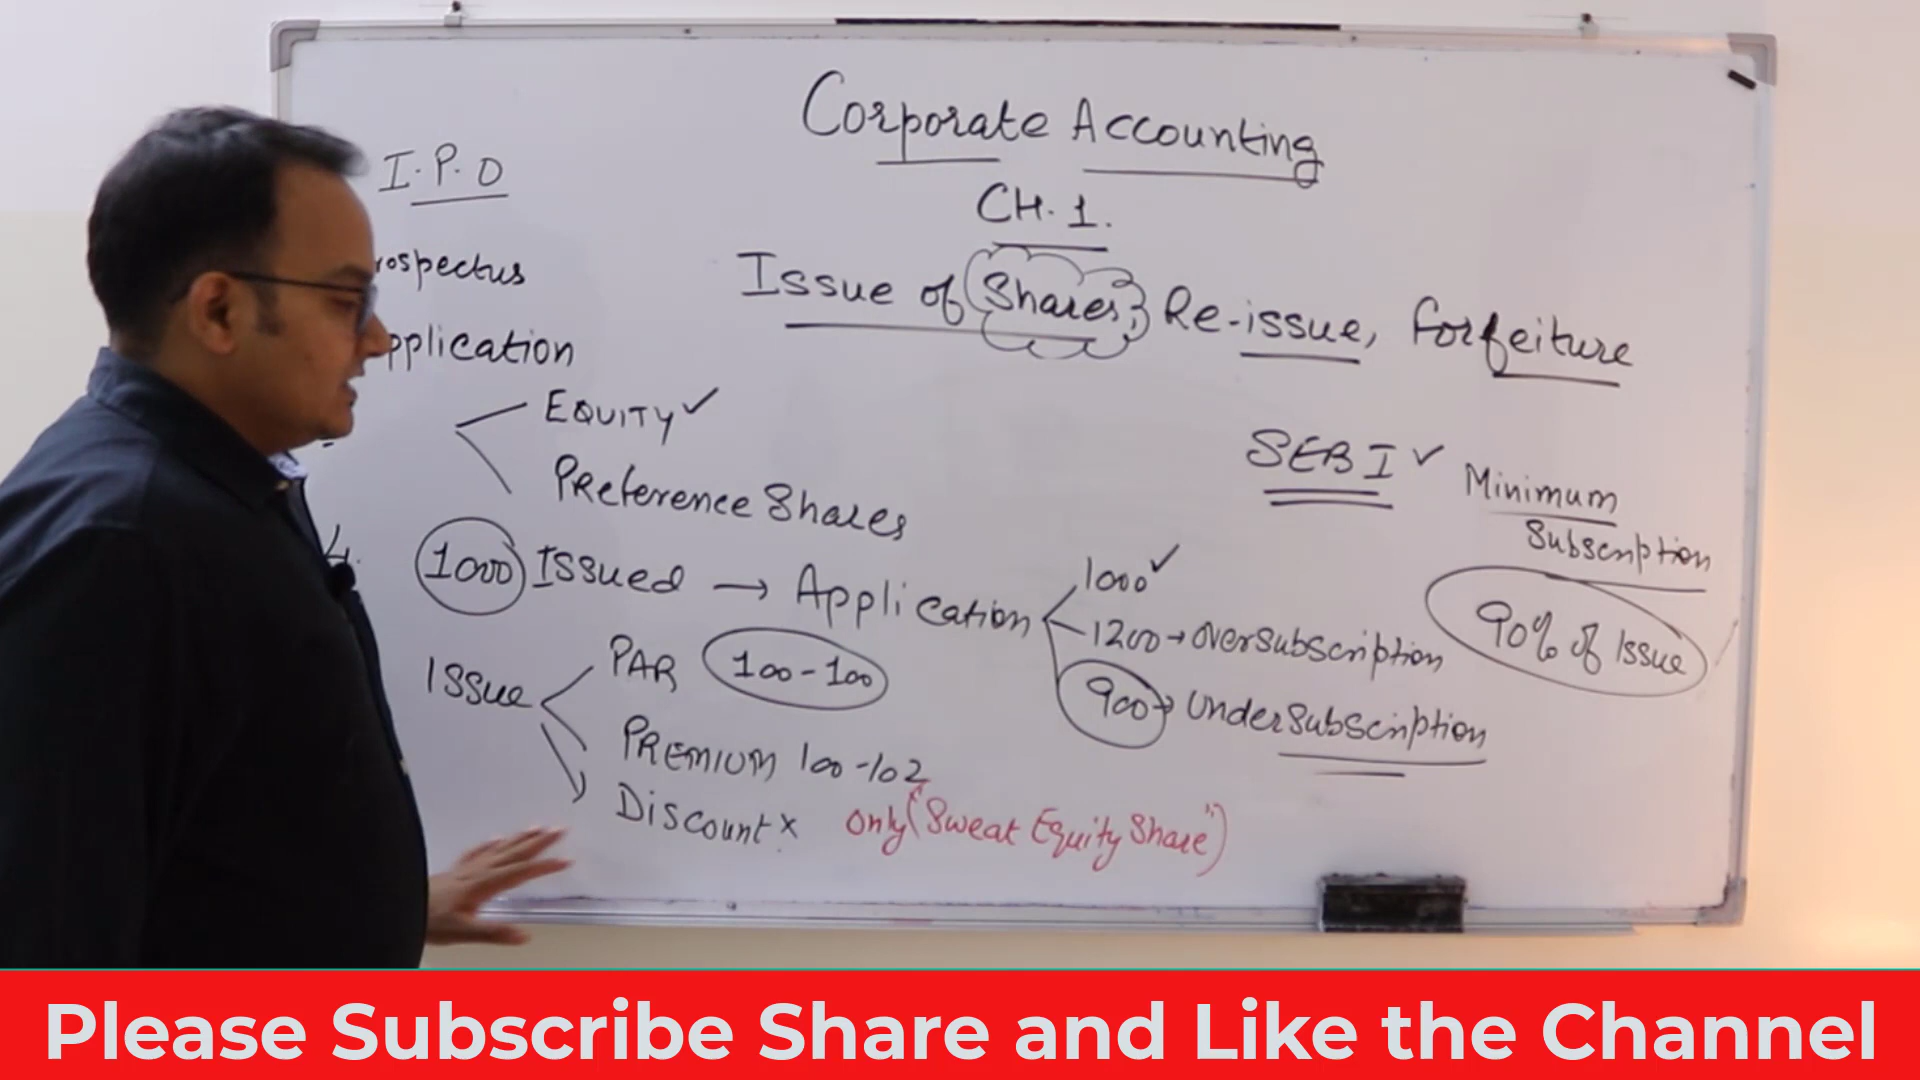 Corporate Accounting
CH. 1.
Issue of Shares, Re-issue, Forfeiture
I.P.O
rospectus
pplication
EQUITY ✓
Preference Shares
SEBI ✓
Minimum
Subscription
90% of Issue
4.
1000 Issued → Application
1000 ✓
1200 → oversubscription
900 → Undersubscription
Issue
PAR 100-100
PREMIUM 100-102
Discount x only ("Sweat Equity Share")
Please Subscribe Share and Like the Channel